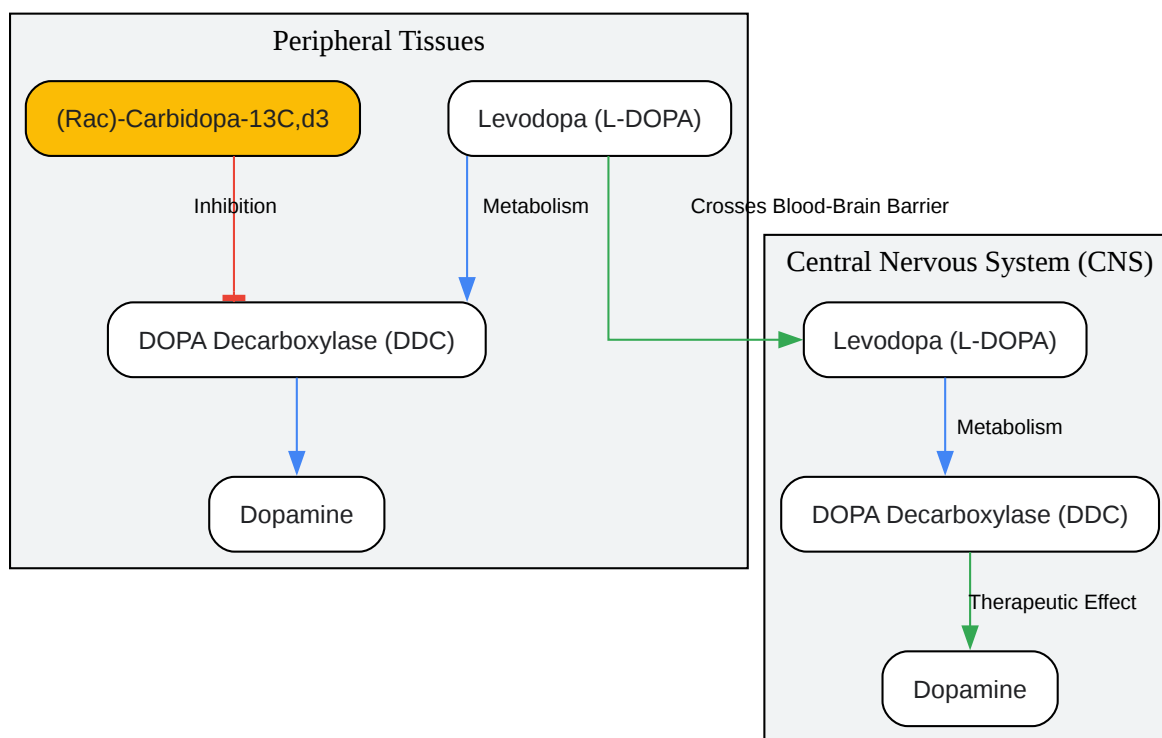 Peripheral Tissues
(Rac)-Carbidopa-13C,d3
Levodopa (L-DOPA)
Inhibition
Metabolism
Crosses Blood-Brain Barrier
Central Nervous System (CNS)
DOPA Decarboxylase (DDC)
Levodopa (L-DOPA)
Metabolism
Dopamine
DOPA Decarboxylase (DDC)
Therapeutic Effect
Dopamine